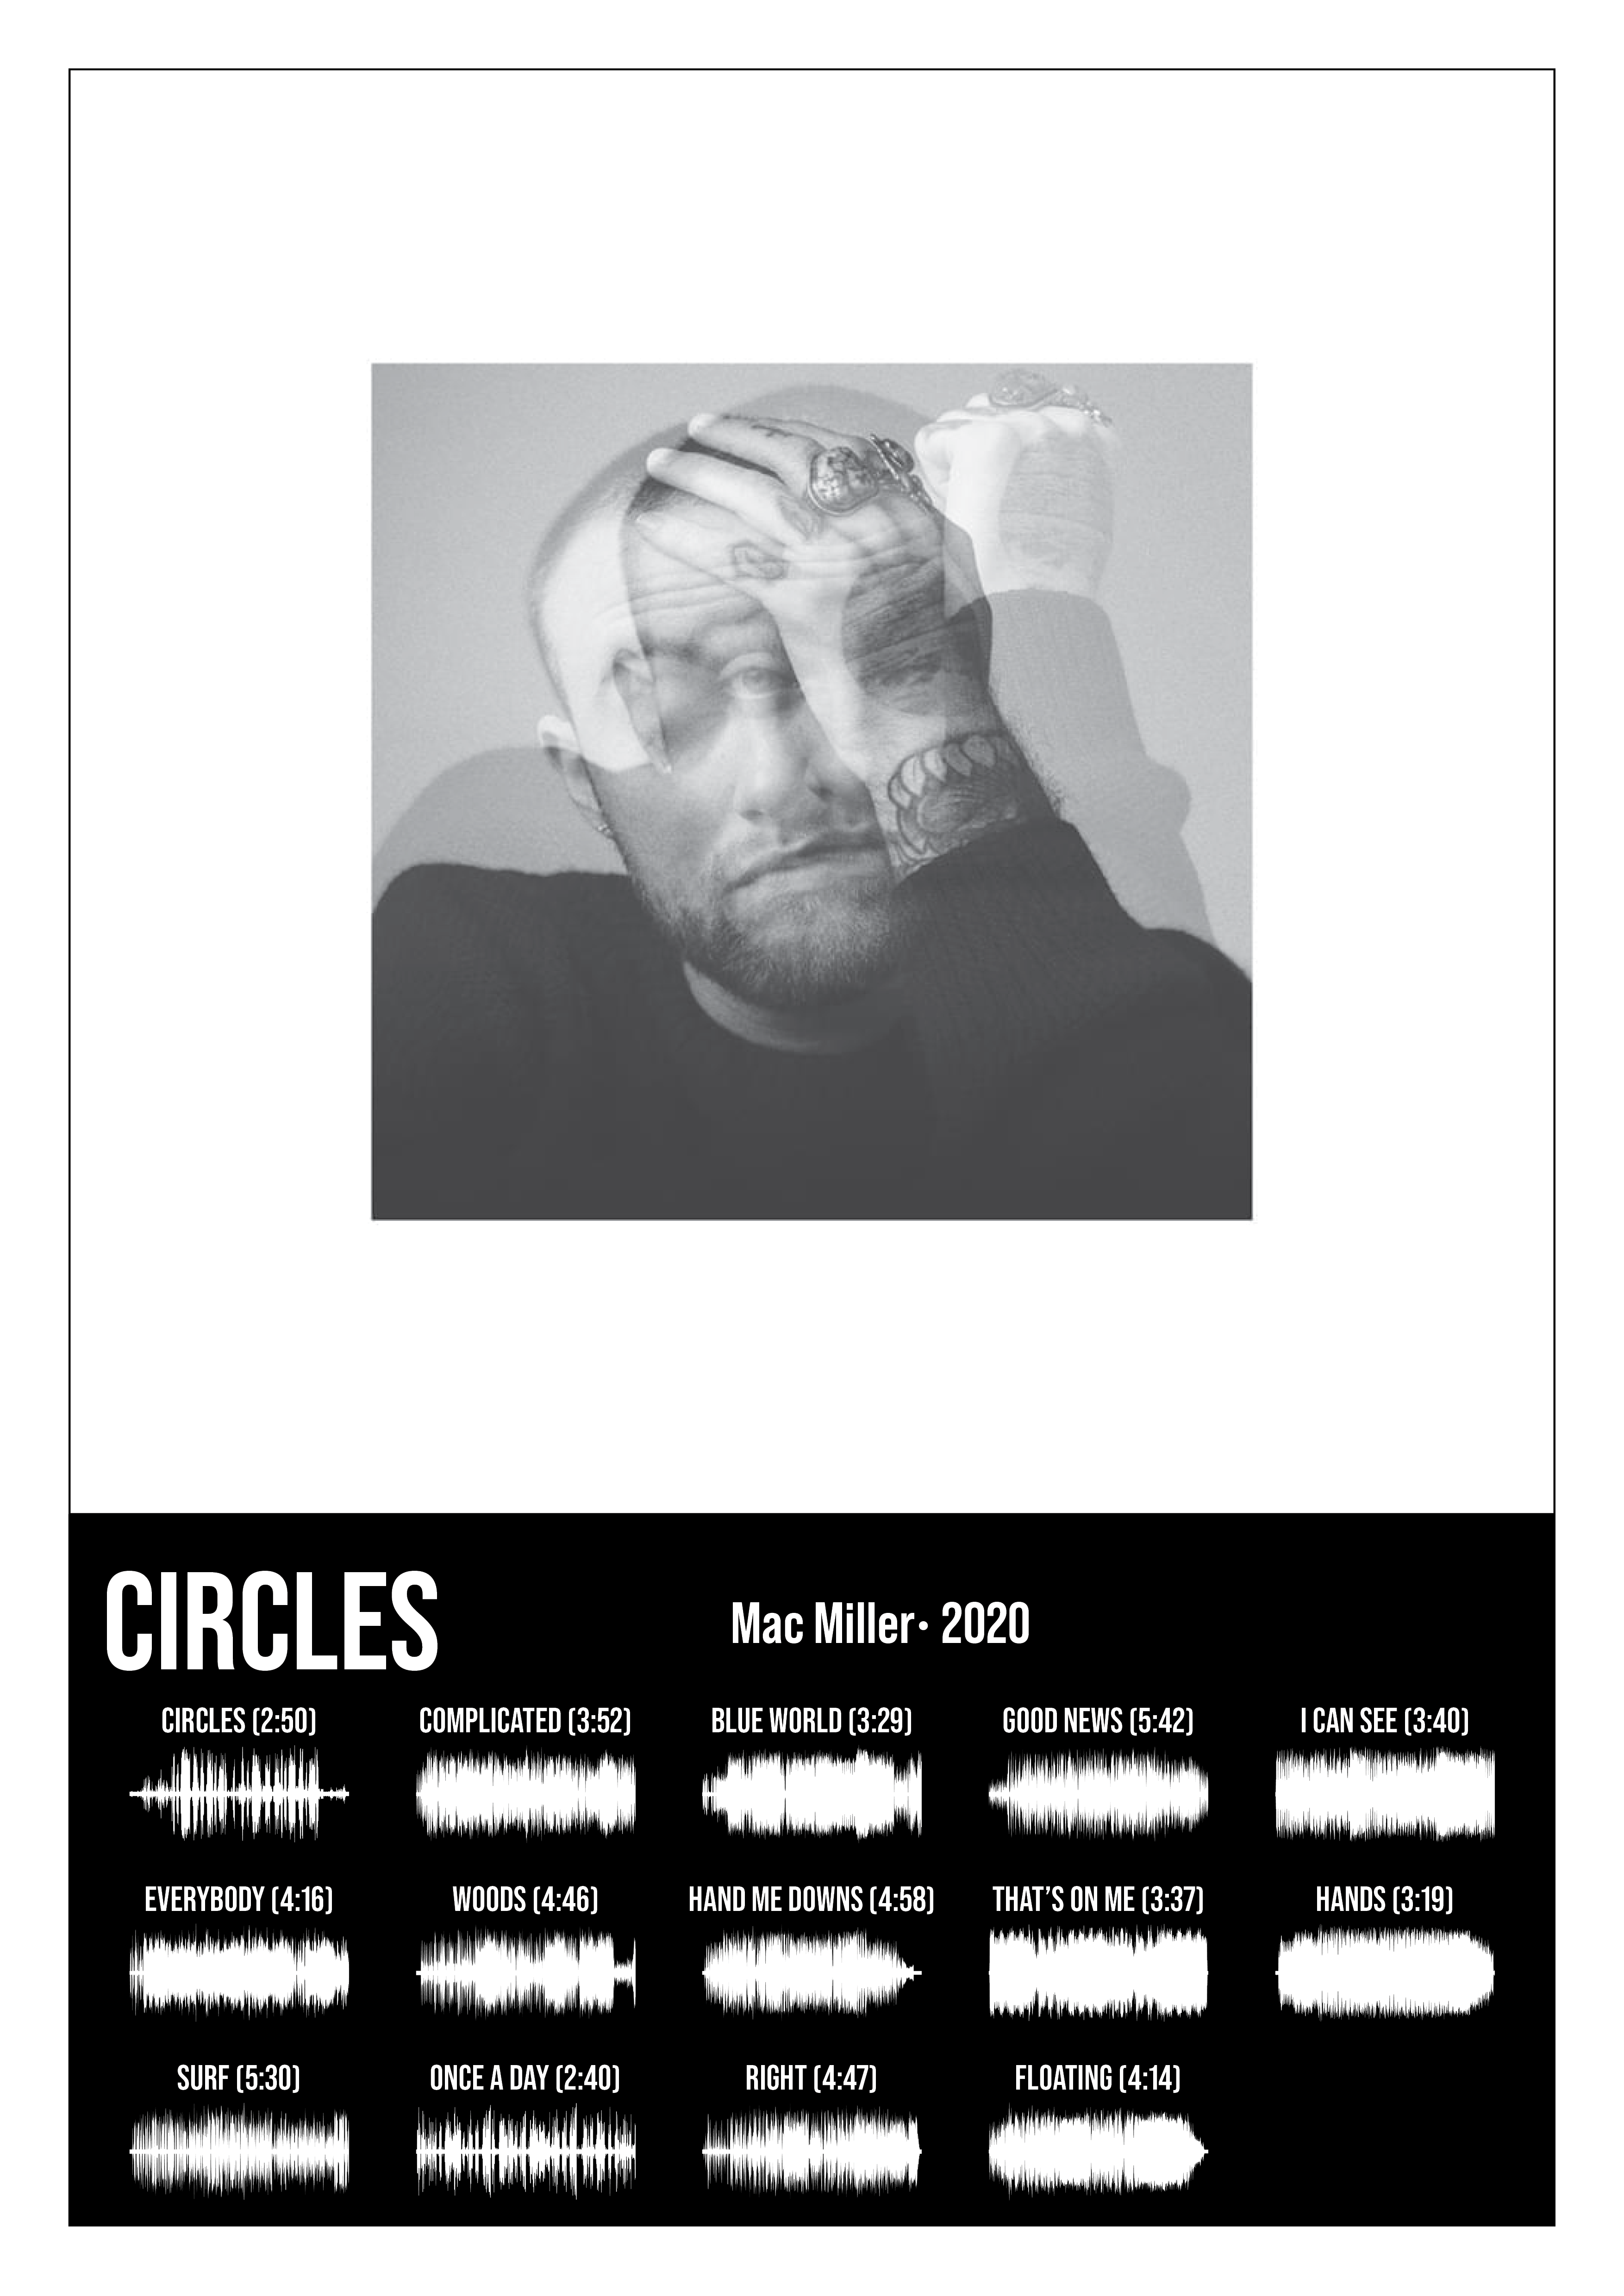 CIRCLES
Mac Miller· 2020
CIRCLES (2:50)
COMPLICATED (3:52)
BLUE WORLD (3:29)
GOOD NEWS (5:42)
I CAN SEE (3:40)
EVERYBODY (4:16)
WOODS (4:46)
HAND ME DOWNS (4:58)
THAT’S ON ME (3:37)
HANDS (3:19)
SURF (5:30)
ONCE A DAY (2:40)
RIGHT (4:47)
FLOATING (4:14)